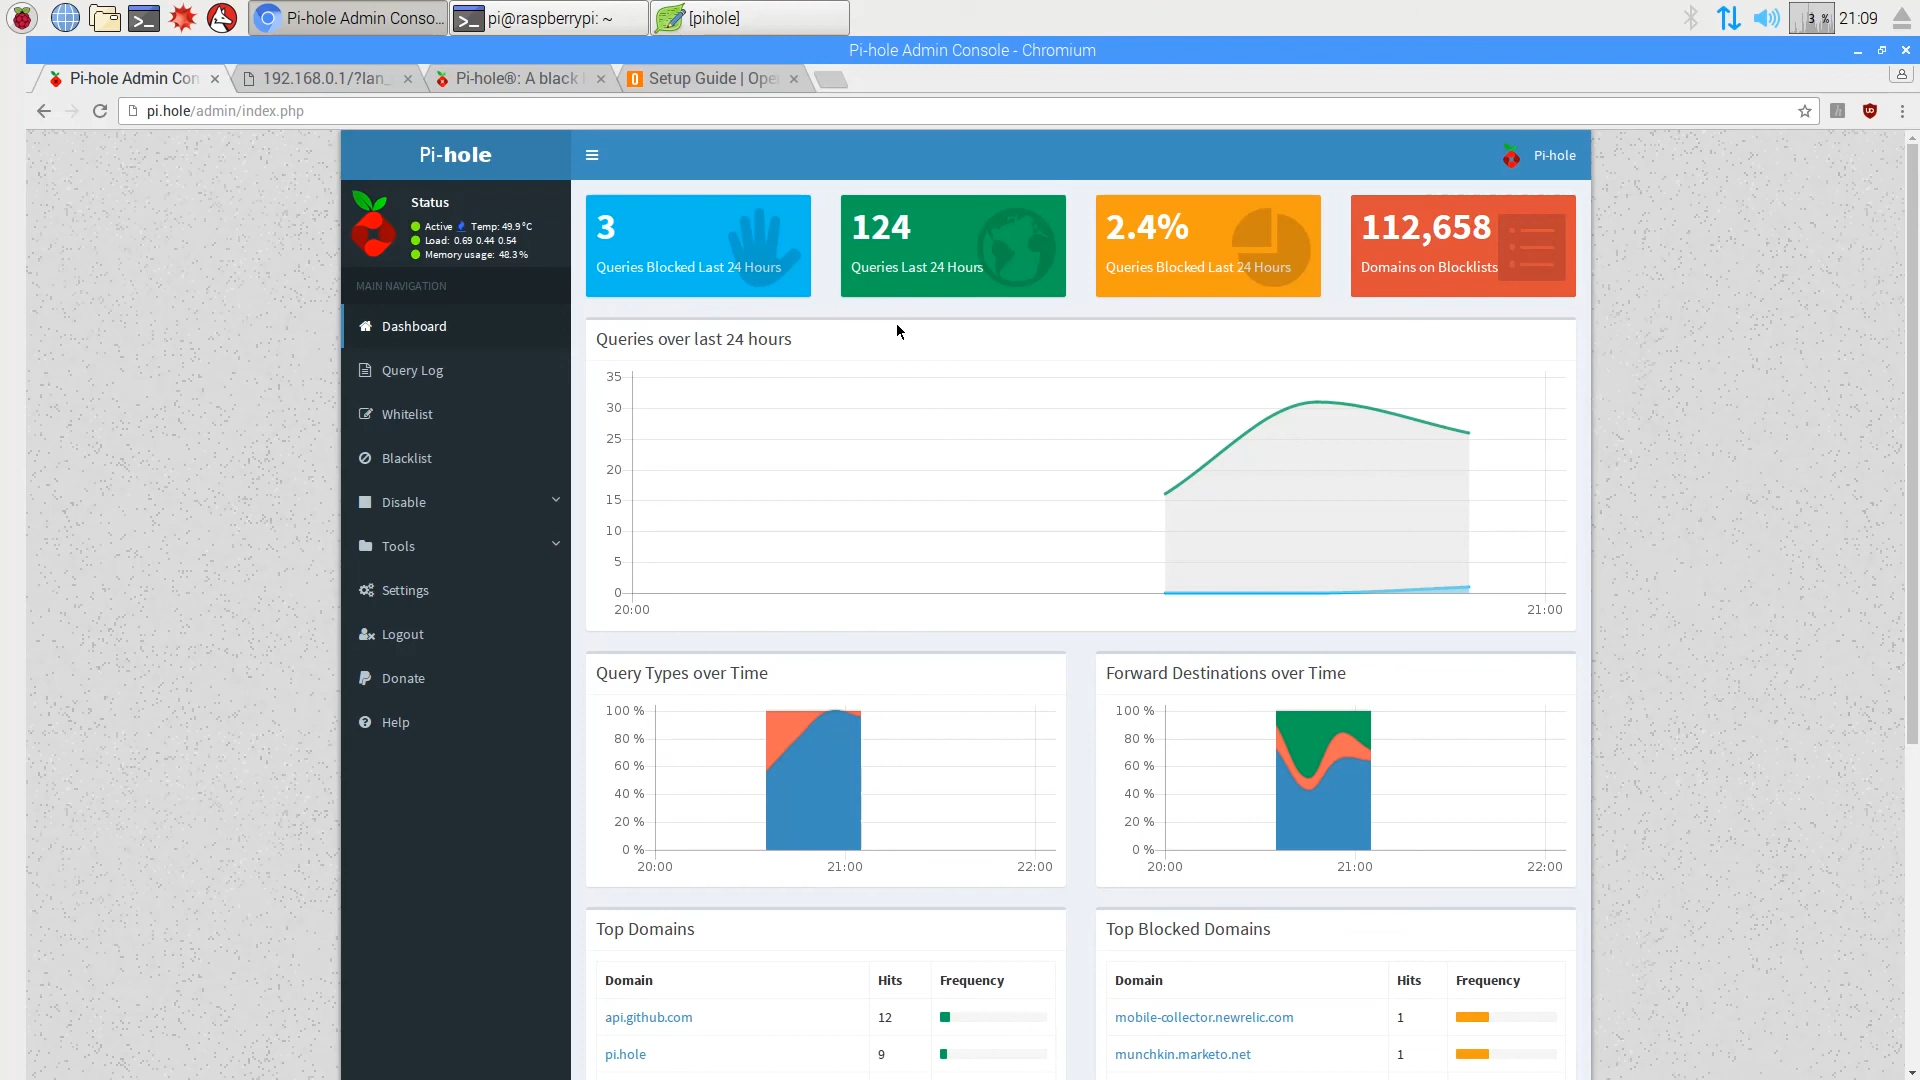 Pi-hole Admin Conso...
pi@raspberrypi: ~
[pihole]
3 %
21:09
Pi-hole Admin Console - Chromium
Pi-hole Admin Con
192.168.0.1/?lan_
Pi-hole®: A black
Setup Guide | Ope
pi.hole/admin/index.php
Pi-hole
Pi-hole
Status
Active Temp: 49.9 °C
Load: 0.69 0.44 0.54
Memory usage: 48.3 %
MAIN NAVIGATION
Dashboard
Query Log
Whitelist
Blacklist
Disable
Tools
Settings
Logout
Donate
Help
3
Queries Blocked Last 24 Hours
124
Queries Last 24 Hours
2.4%
Queries Blocked Last 24 Hours
112,658
Domains on Blocklists
Queries over last 24 hours
35
30
25
20
15
10
5
0
20:00
21:00
Query Types over Time
100 %
80 %
60 %
40 %
20 %
0 %
20:00
21:00
22:00
Forward Destinations over Time
100 %
80 %
60 %
40 %
20 %
0 %
20:00
21:00
22:00
Top Domains
Domain Hits Frequency
api.github.com 12
pi.hole 9
Top Blocked Domains
Domain Hits Frequency
mobile-collector.newrelic.com 1
munchkin.marketo.net 1